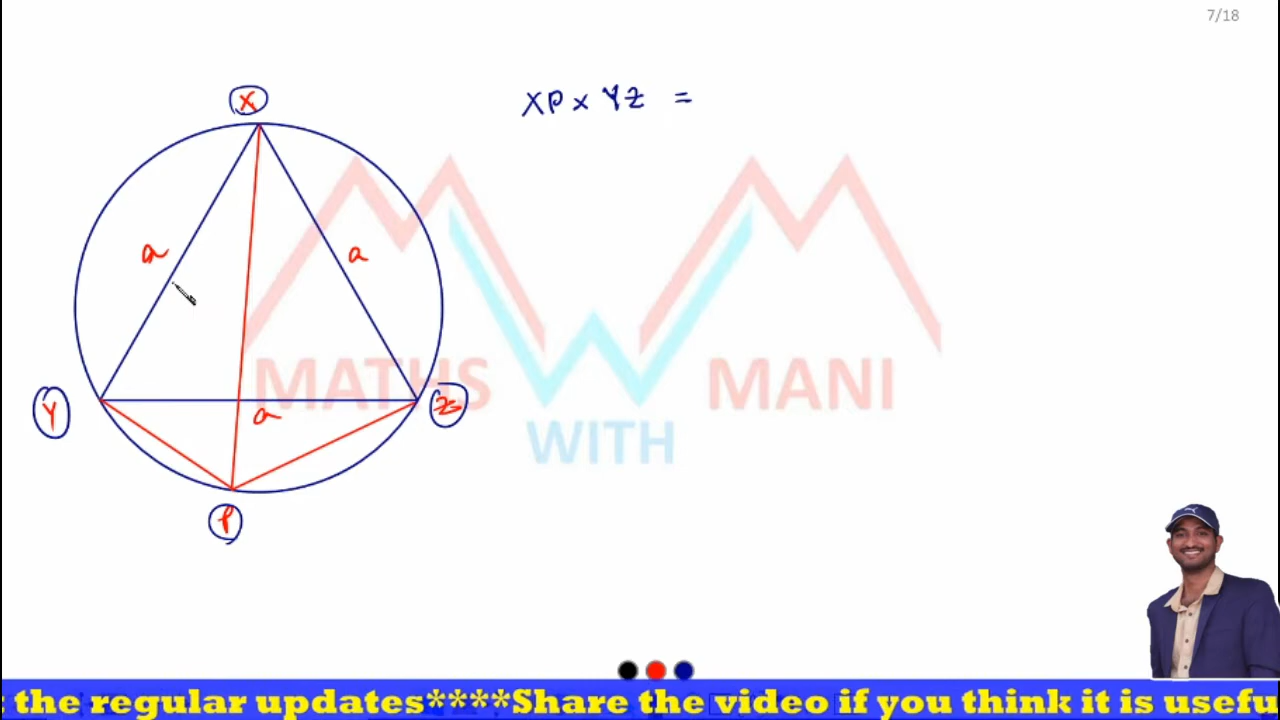 7/18
X
XP x YZ =
a
a
MATHS
MANI
Y
a
Z
WITH
P
t the regular updates****Share the video if you think it is usefu